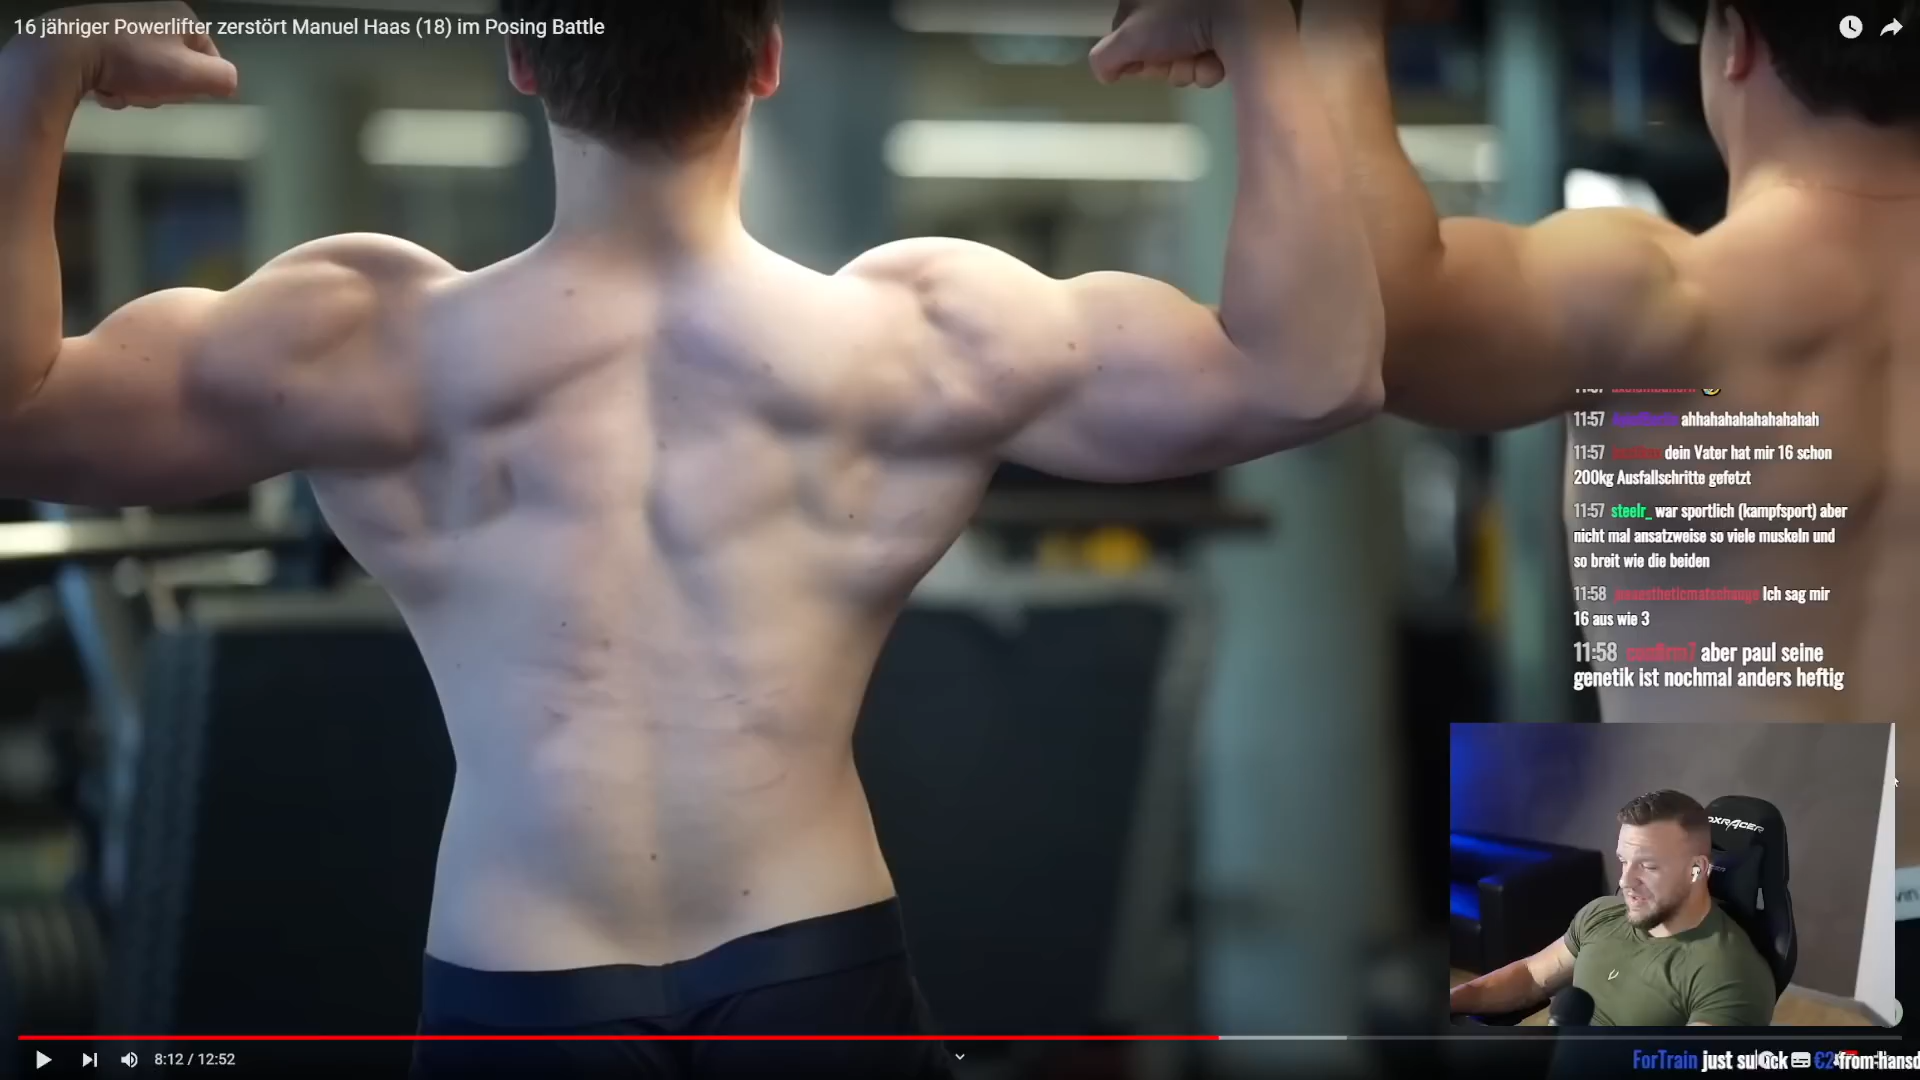 16 jähriger Powerlifter zerstört Manuel Haas (18) im Posing Battle
11:57 ahhahahahahahahahah
11:57 dein Vater hat mir 16 schon
200kg Ausfallschritte gefetzt
11:57 steelr_ war sportlich (kampfsport) aber
nicht mal ansatzweise so viele muskeln und
so breit wie die beiden
11:58 Ich sag mir
16 aus wie 3
11:58 aber paul seine
genetik ist nochmal anders heftig
DXRACER
8:12 / 12:52
ForTrain just from hansd